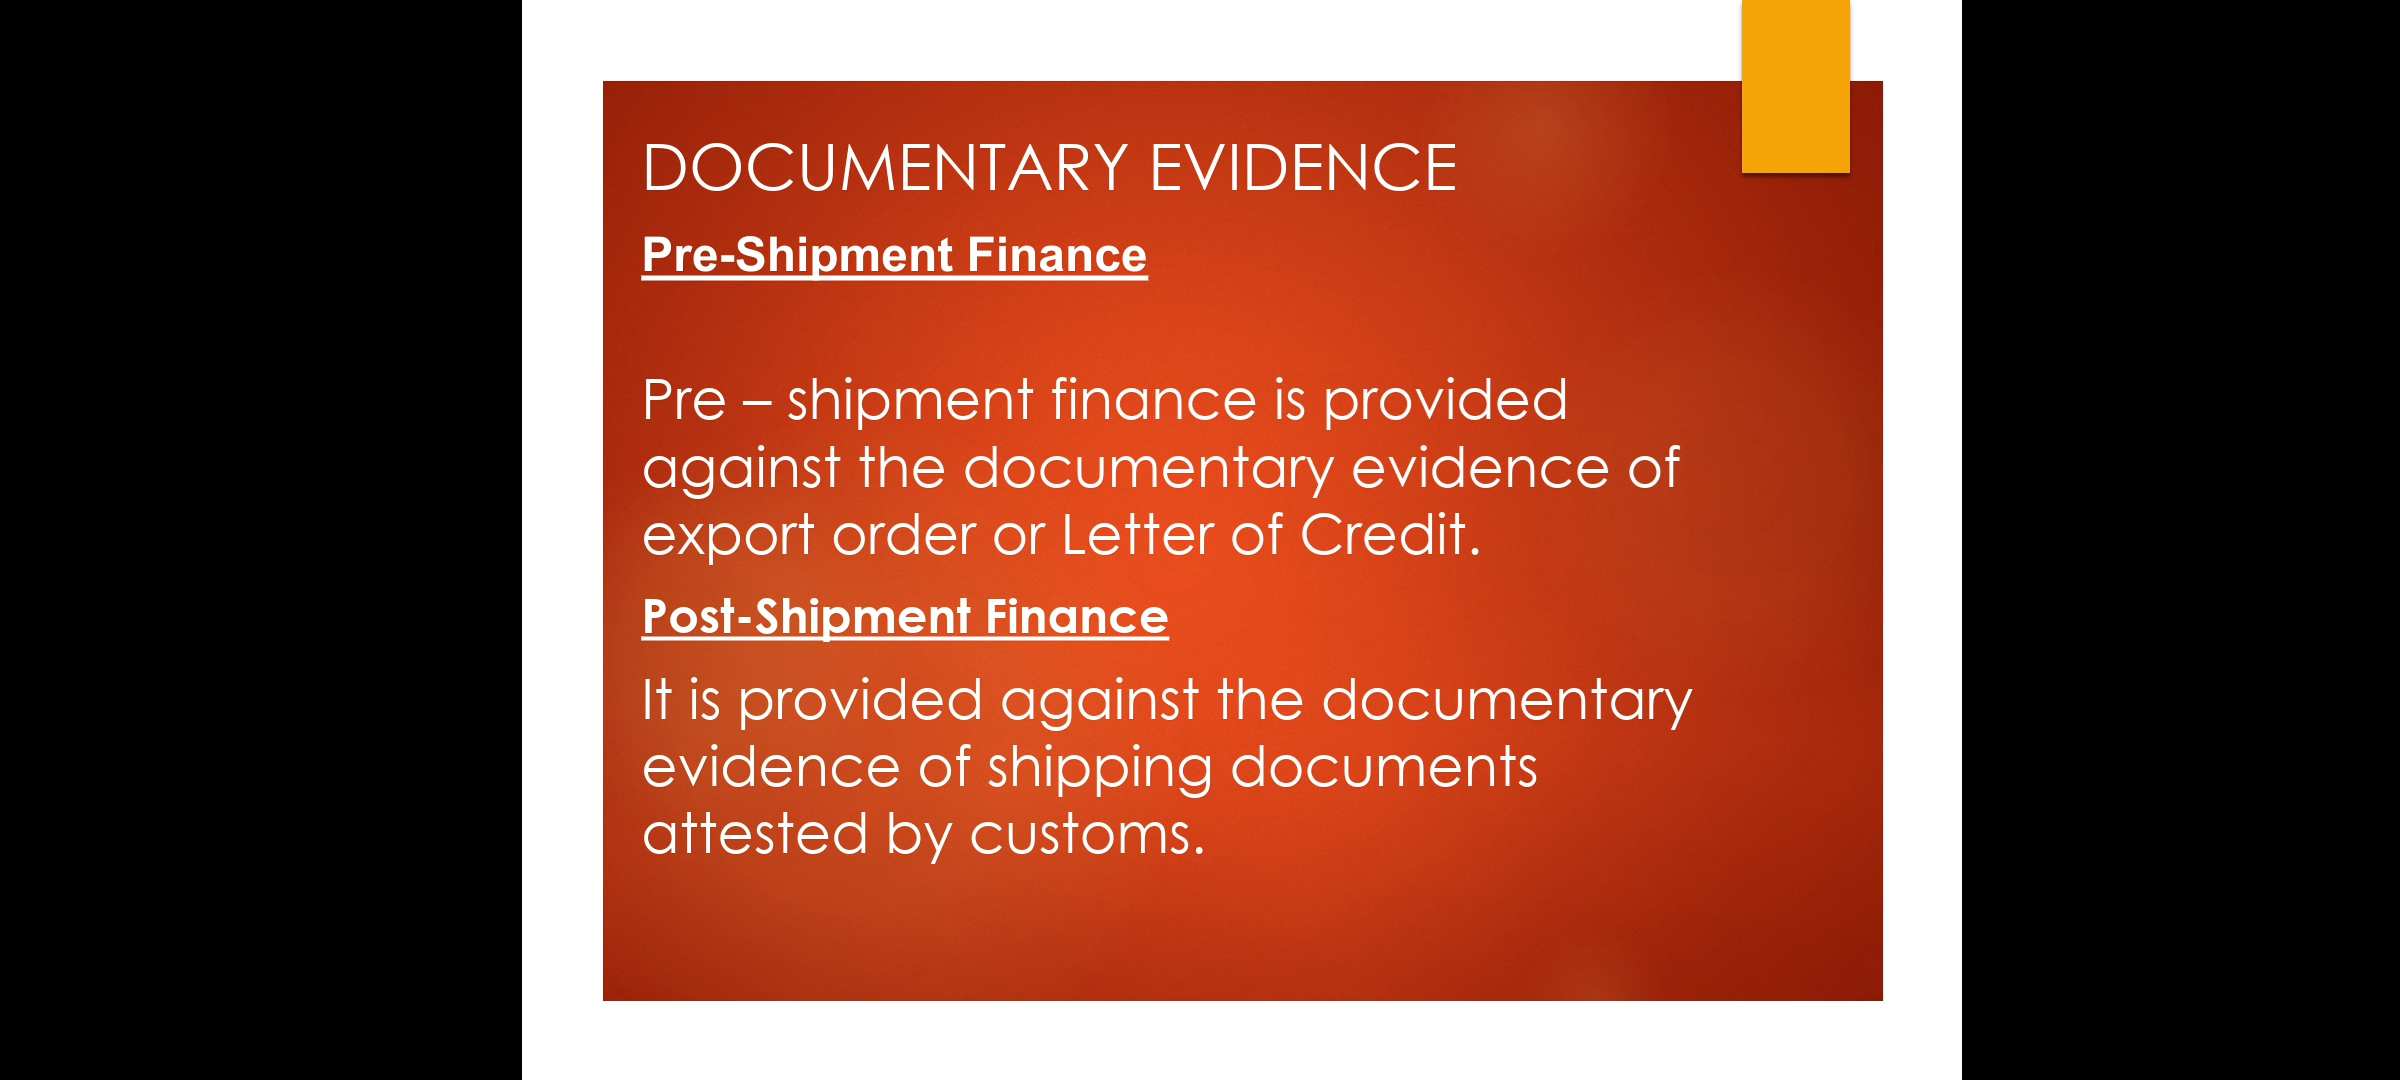 DOCUMENTARY EVIDENCE
Pre-Shipment Finance
Pre – shipment finance is provided
against the documentary evidence of
export order or Letter of Credit.
Post-Shipment Finance
It is provided against the documentary
evidence of shipping documents
attested by customs.